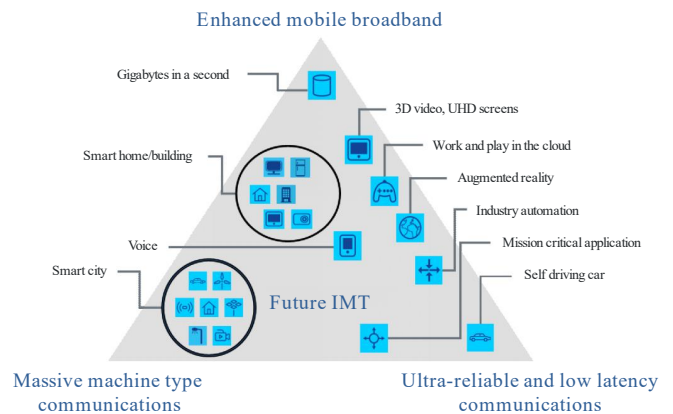 Enhanced mobile broadband
Gigabytes in a second
3D video, UHD screens
Smart home/building
Work and play in the cloud
Augmented reality
Industry automation
Voice
Mission critical application
Smart city
Self driving car
Future IMT
Massive machine type
communications
Ultra-reliable and low latency
communications